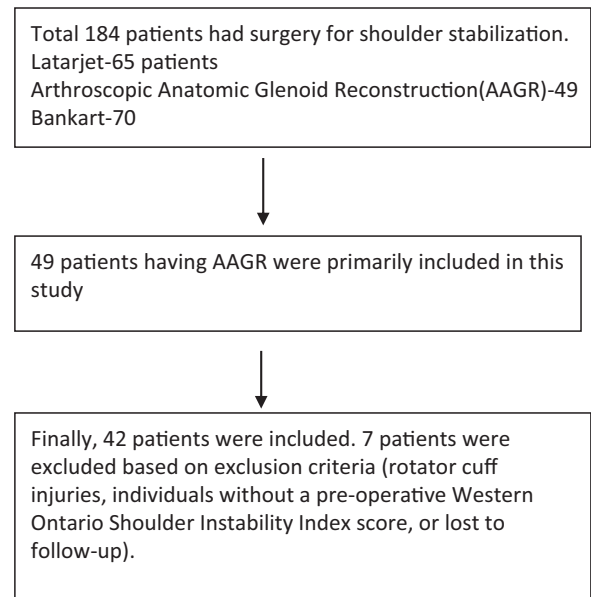 Total 184 patients had surgery for shoulder stabilization.
Latarjet-65 patients
Arthroscopic Anatomic Glenoid Reconstruction(AAGR)-49
Bankart-70
49 patients having AAGR were primarily included in this
study
Finally, 42 patients were included. 7 patients were
excluded based on exclusion criteria (rotator cuff
injuries, individuals without a pre-operative Western
Ontario Shoulder Instability Index score, or lost to
follow-up).